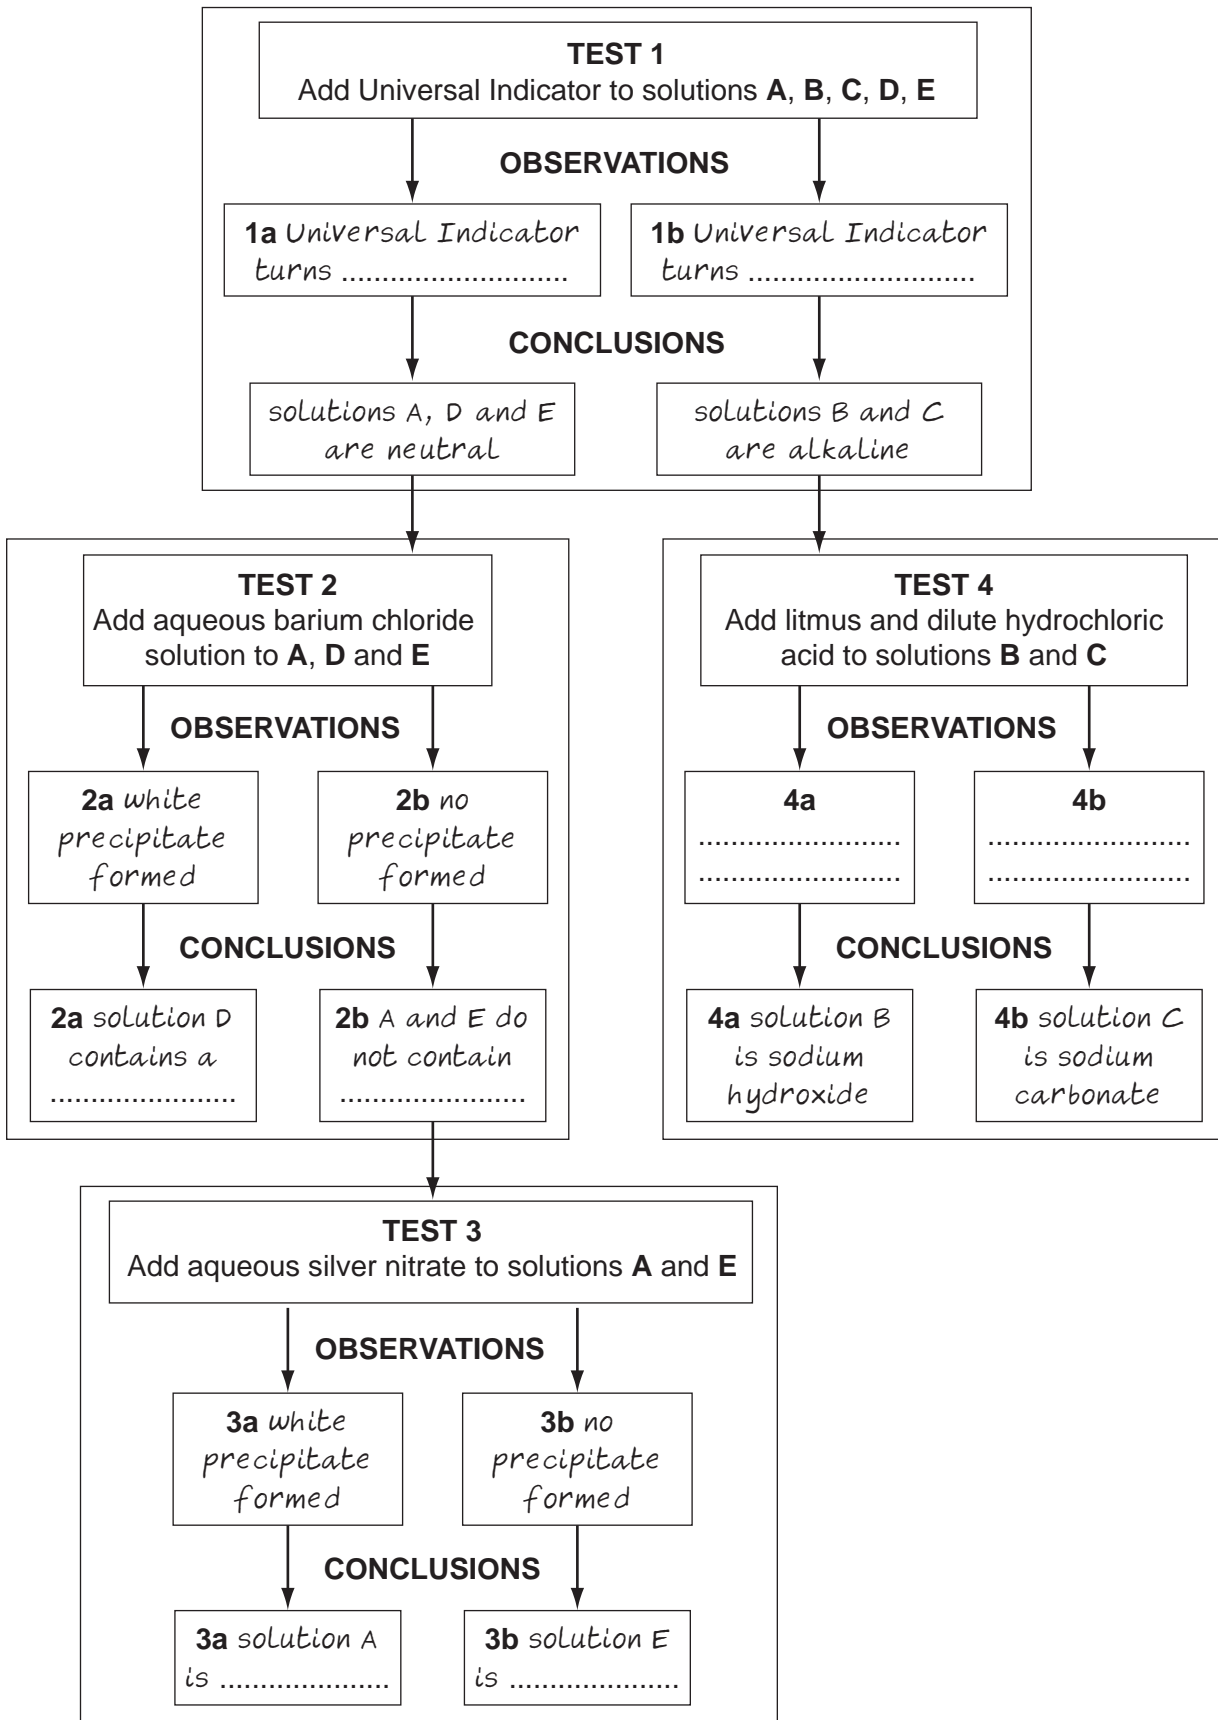 TEST 1
Add Universal Indicator to solutions A, B, C, D, E
OBSERVATIONS
1a Universal Indicator
turns ............................
1b Universal Indicator
turns ............................
CONCLUSIONS
solutions A, D and E
are neutral
solutions B and C
are alkaline
TEST 2
Add aqueous barium chloride
solution to A, D and E
OBSERVATIONS
2a white
precipitate
formed
2b no
precipitate
formed
CONCLUSIONS
2a solution D
contains a
.......................
2b A and E do
not contain
.......................
TEST 4
Add litmus and dilute hydrochloric
acid to solutions B and C
OBSERVATIONS
4a
.........................
.........................
4b
.........................
.........................
CONCLUSIONS
4a solution B
is sodium
hydroxide
4b solution C
is sodium
carbonate
TEST 3
Add aqueous silver nitrate to solutions A and E
OBSERVATIONS
3a white
precipitate
formed
3b no
precipitate
formed
CONCLUSIONS
3a solution A
is .....................
3b solution E
is .....................